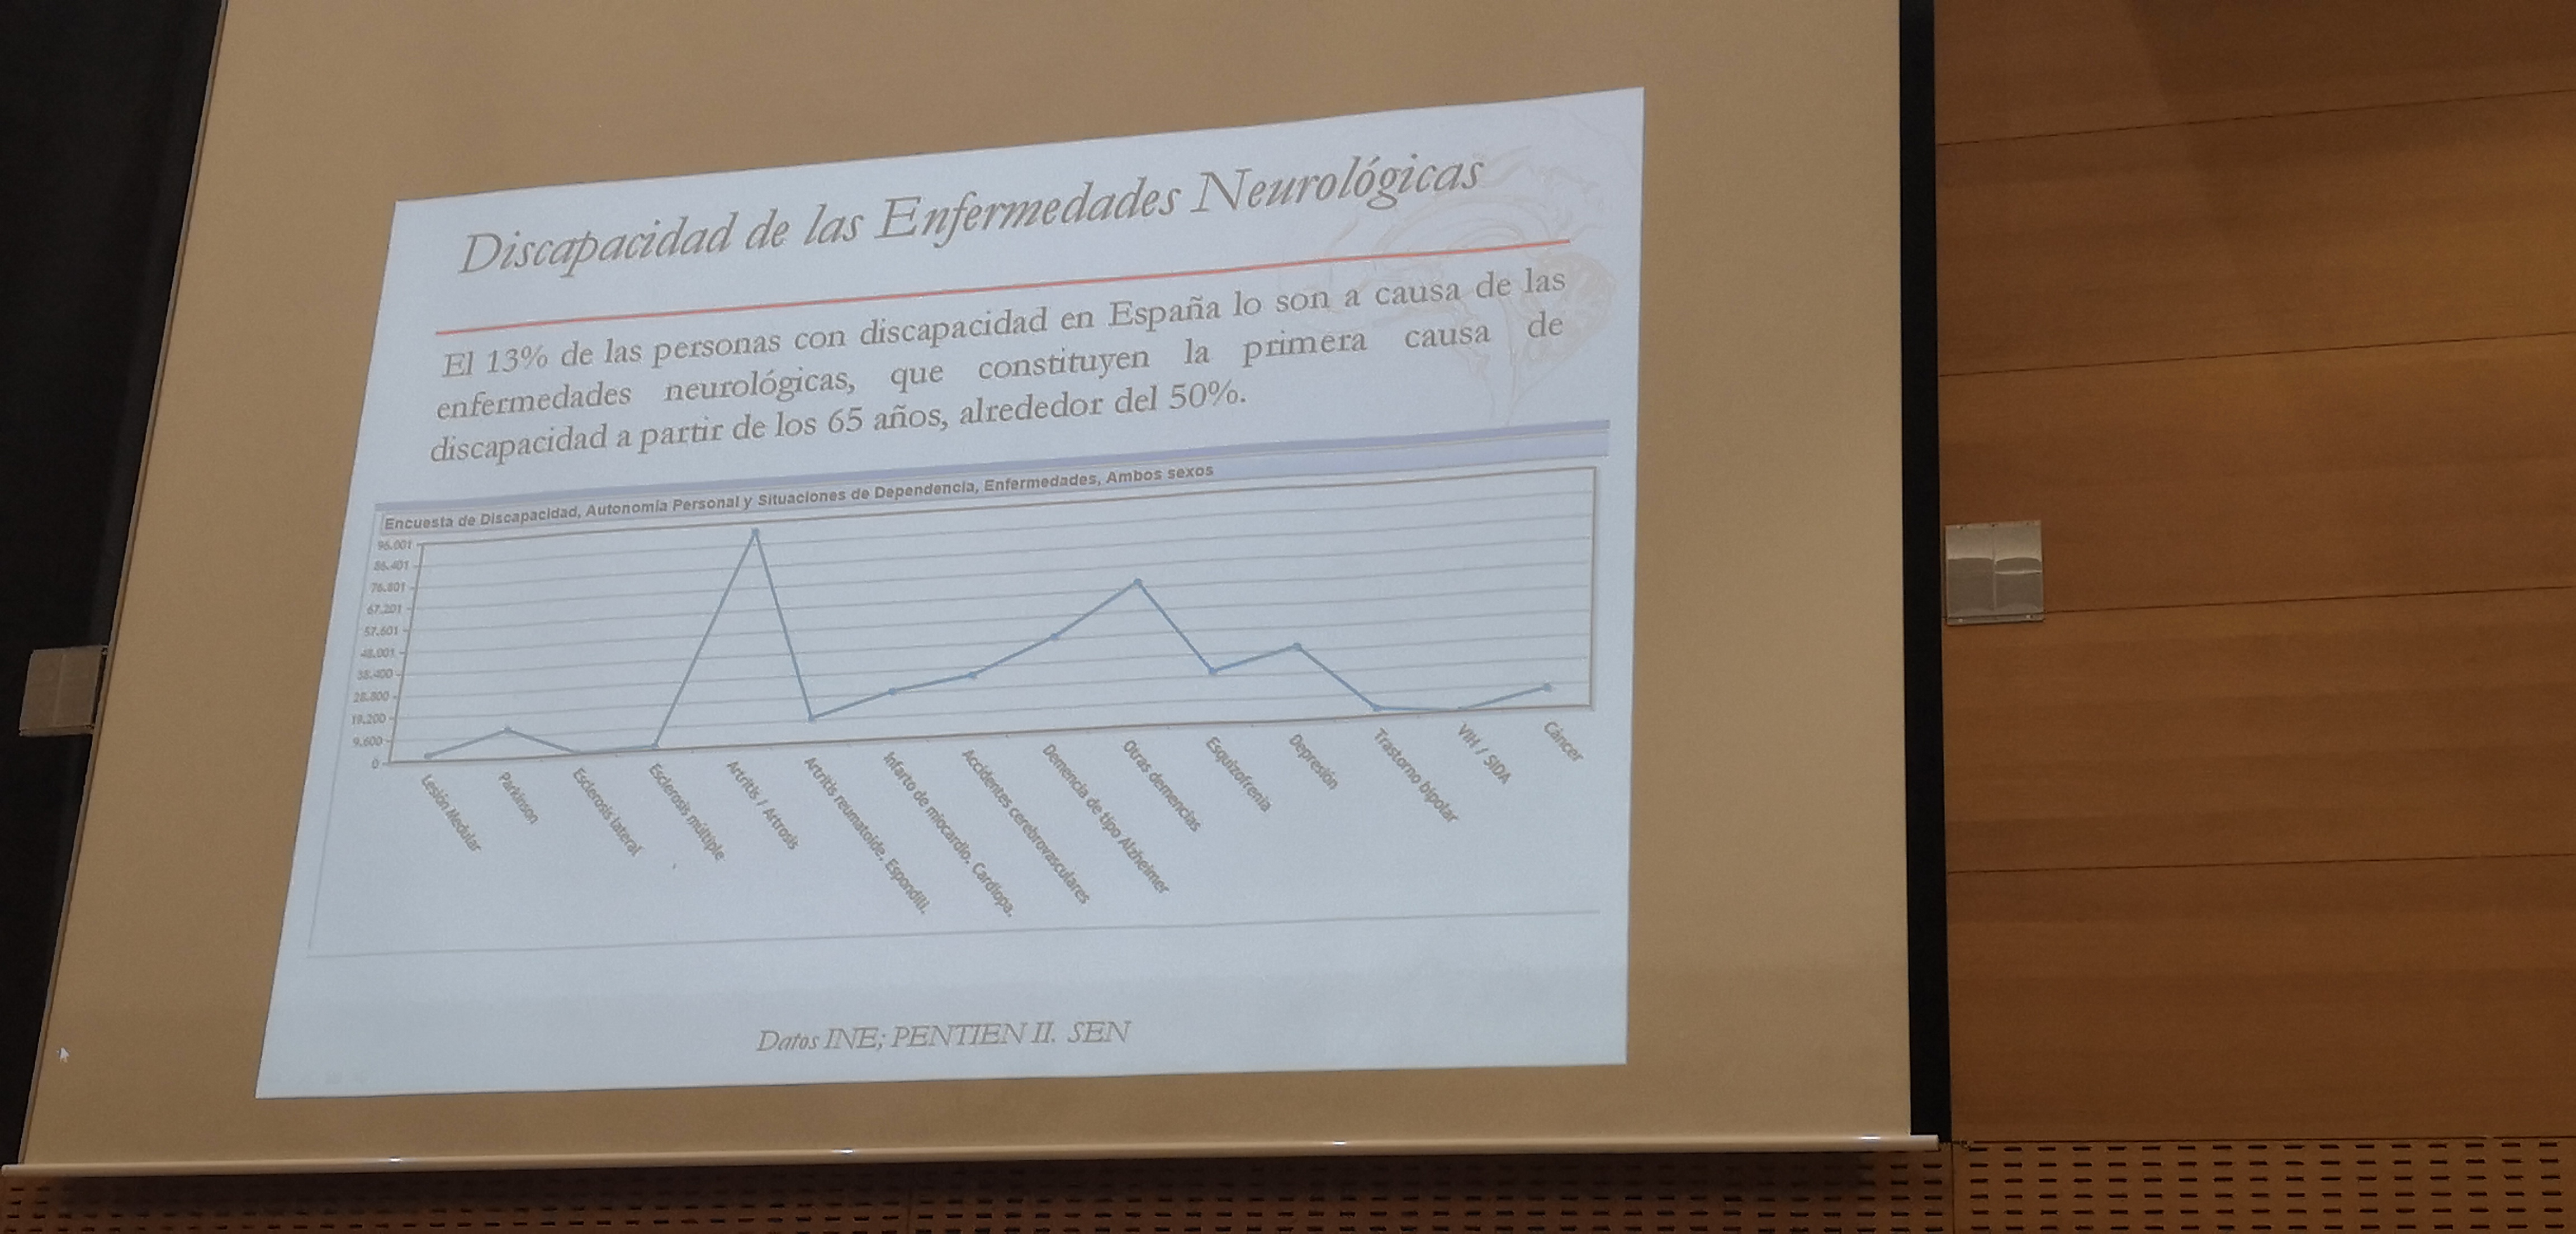 Discapacidad de las Enfermedades Neurológicas
El 13% de las personas con discapacidad en España lo son a causa de las
enfermedades neurológicas, que constituyen la primera causa de
discapacidad a partir de los 65 años, alrededor del 50%.
Encuesta de Discapacidad, Autonomía Personal y Situaciones de Dependencia, Enfermedades, Ambos sexos
96.001
86.401
76.801
67.201
57.601
48.001
38.400
28.800
19.200
9.600
0
Lesión Medular
Parkinson
Esclerosis lateral
Esclerosis múltiple
Artritis / Artrosis
Artritis reumatoide. Espondili.
Infarto de miocardio. Cardiopa.
Accidentes cerebrovasculares
Demencia de tipo Alzheimer
Otras demencias
Esquizofrenia
Depresión
Trastorno bipolar
VIH / SIDA
Cáncer
Datos INE; PENTIEN II. SEN